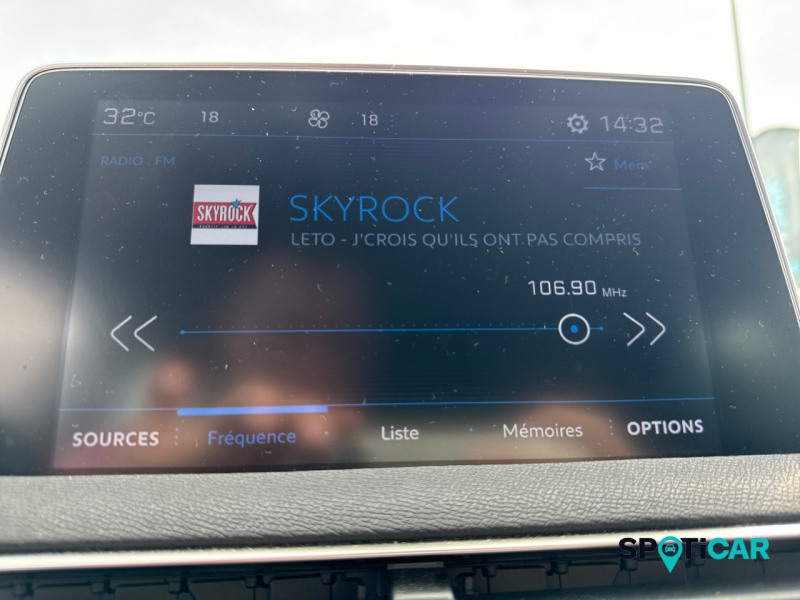 32°C 18 18 14:32
RADIO . FM
Mem
SKYROCK
SKYROCK
LETO - J'CROIS QU'ILS ONT PAS COMPRIS
106.90 MHz
SOURCES Fréquence Liste Mémoires OPTIONS
SPOTiCAR